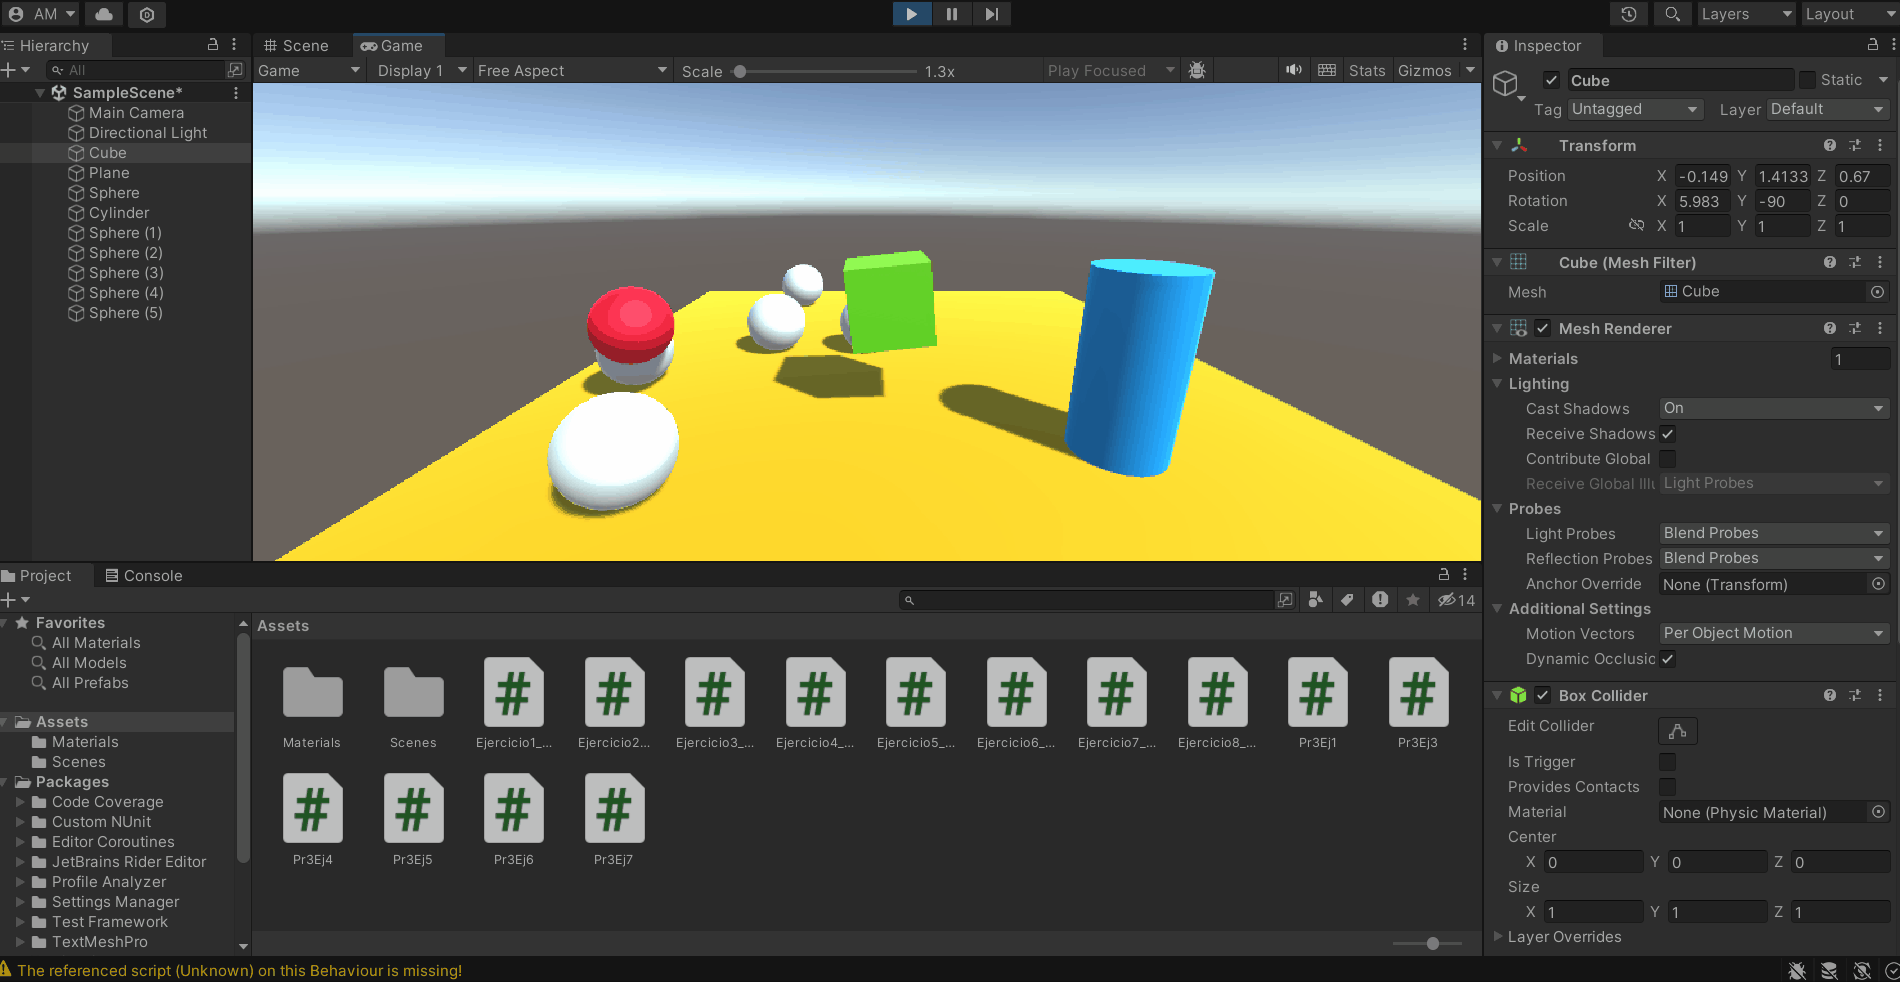 AM
Layers
Layout
Hierarchy
All
SampleScene*
Main Camera
Directional Light
Cube
Plane
Sphere
Cylinder
Sphere (1)
Sphere (2)
Sphere (3)
Sphere (4)
Sphere (5)
Scene
Game
Game
Display 1
Free Aspect
Scale
1.3x
Play Focused
Stats
Gizmos
Inspector
Cube
Static
Tag
Untagged
Layer
Default
Transform
Position
X -0.149 Y 1.4133 Z 0.67
Rotation
X 5.983 Y -90 Z 0
Scale
X 1 Y 1 Z 1
Cube (Mesh Filter)
Mesh
Cube
Mesh Renderer
Materials
1
Lighting
Cast Shadows
On
Receive Shadows
Contribute Global
Receive Global Illu
Light Probes
Probes
Light Probes
Blend Probes
Reflection Probes
Blend Probes
Anchor Override
None (Transform)
Additional Settings
Motion Vectors
Per Object Motion
Dynamic Occlusic
Box Collider
Edit Collider
Is Trigger
Provides Contacts
Material
None (Physic Material)
Center
X 0 Y 0 Z 0
Size
X 1 Y 1 Z 1
Layer Overrides
Project
Console
14
Favorites
All Materials
All Models
All Prefabs
Assets
Materials
Scenes
Packages
Code Coverage
Custom NUnit
Editor Coroutines
JetBrains Rider Editor
Profile Analyzer
Settings Manager
Test Framework
TextMeshPro
Assets
Materials
Scenes
Ejercicio1_...
Ejercicio2...
Ejercicio3_...
Ejercicio4_...
Ejercicio5_...
Ejercicio6_...
Ejercicio7_...
Ejercicio8_...
Pr3Ej1
Pr3Ej3
Pr3Ej4
Pr3Ej5
Pr3Ej6
Pr3Ej7
The referenced script (Unknown) on this Behaviour is missing!